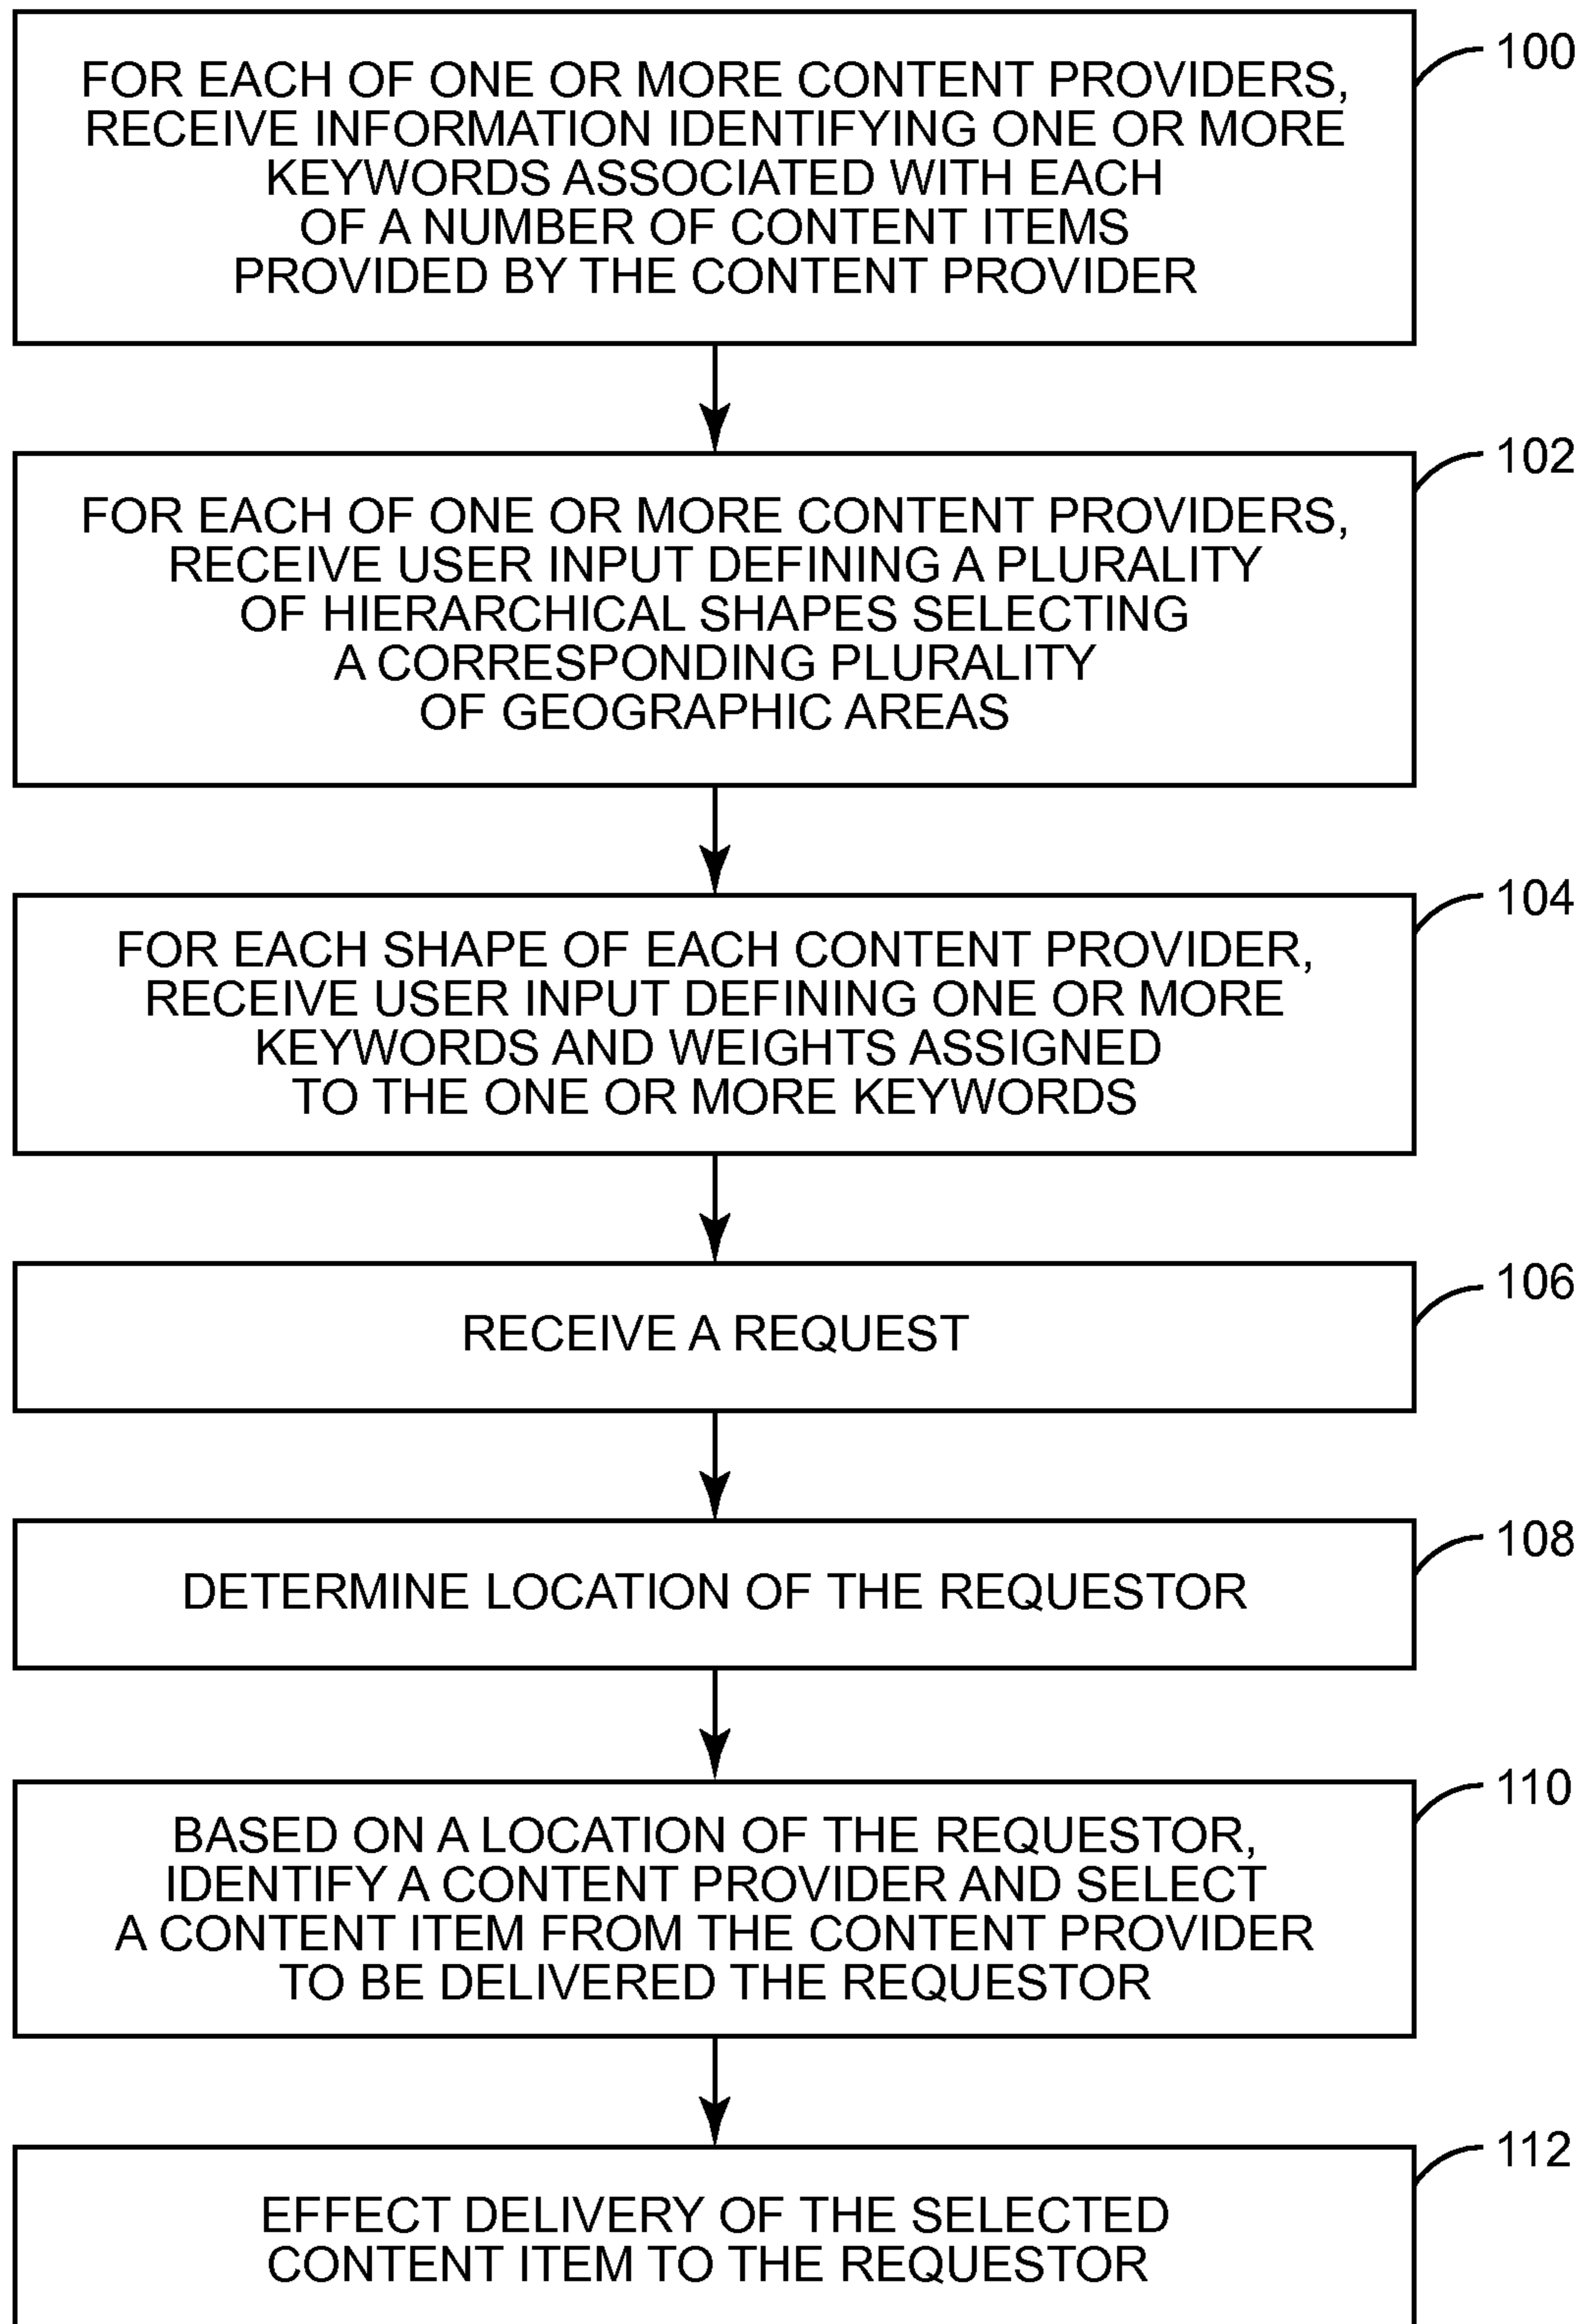 100
FOR EACH OF ONE OR MORE CONTENT PROVIDERS,
RECEIVE INFORMATION IDENTIFYING ONE OR MORE
KEYWORDS ASSOCIATED WITH EACH
OF A NUMBER OF CONTENT ITEMS
PROVIDED BY THE CONTENT PROVIDER
102
FOR EACH OF ONE OR MORE CONTENT PROVIDERS,
RECEIVE USER INPUT DEFINING A PLURALITY
OF HIERARCHICAL SHAPES SELECTING
A CORRESPONDING PLURALITY
OF GEOGRAPHIC AREAS
104
FOR EACH SHAPE OF EACH CONTENT PROVIDER,
RECEIVE USER INPUT DEFINING ONE OR MORE
KEYWORDS AND WEIGHTS ASSIGNED
TO THE ONE OR MORE KEYWORDS
106
RECEIVE A REQUEST
108
DETERMINE LOCATION OF THE REQUESTOR
110
BASED ON A LOCATION OF THE REQUESTOR,
IDENTIFY A CONTENT PROVIDER AND SELECT
A CONTENT ITEM FROM THE CONTENT PROVIDER
TO BE DELIVERED THE REQUESTOR
112
EFFECT DELIVERY OF THE SELECTED
CONTENT ITEM TO THE REQUESTOR